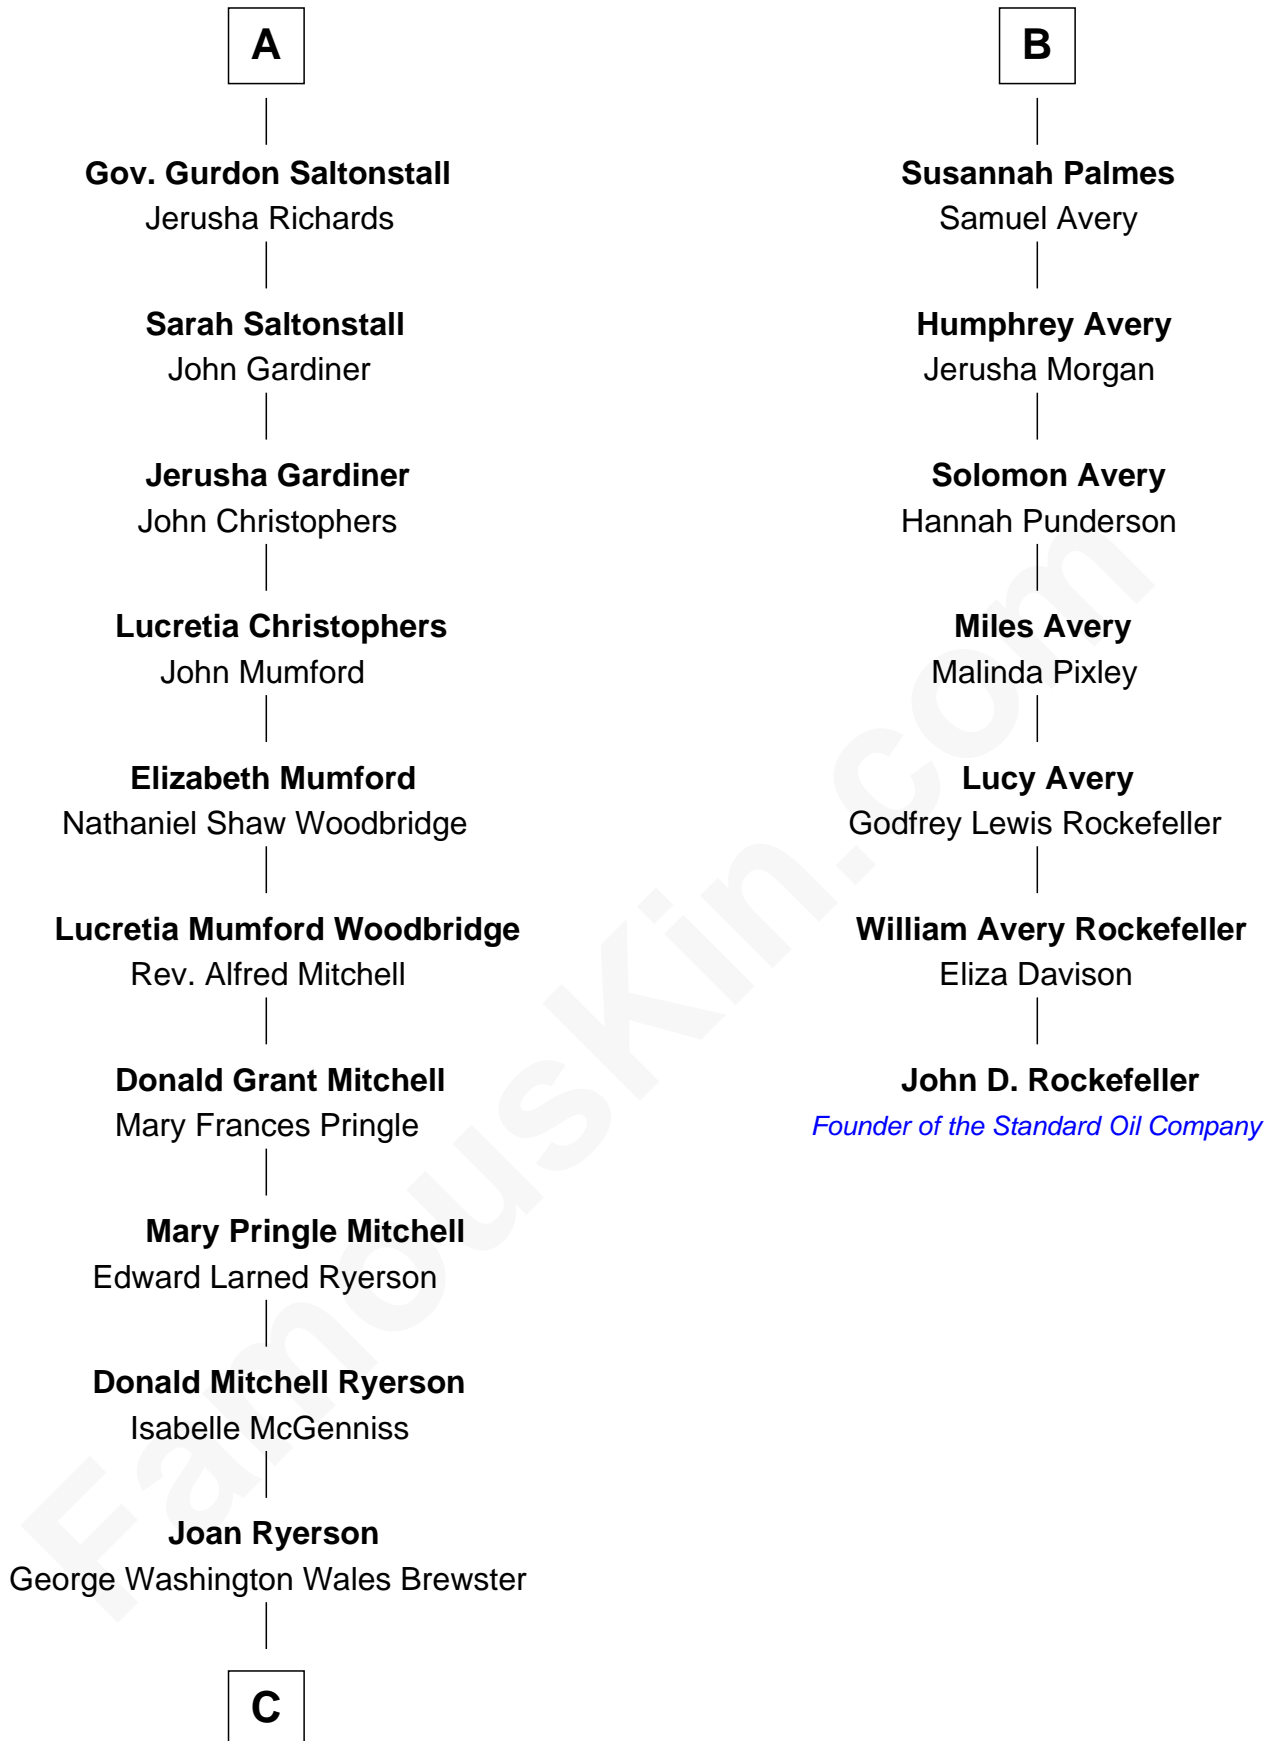 A
Gov. Gurdon Saltonstall
Jerusha Richards
Sarah Saltonstall
John Gardiner
Jerusha Gardiner
John Christophers
Lucretia Christophers
John Mumford
Elizabeth Mumford
Nathaniel Shaw Woodbridge
Lucretia Mumford Woodbridge
Rev. Alfred Mitchell
Donald Grant Mitchell
Mary Frances Pringle
Mary Pringle Mitchell
Edward Larned Ryerson
Donald Mitchell Ryerson
Isabelle McGenniss
Joan Ryerson
George Washington Wales Brewster
C
B
Susannah Palmes
Samuel Avery
Humphrey Avery
Jerusha Morgan
Solomon Avery
Hannah Punderson
Miles Avery
Malinda Pixley
Lucy Avery
Godfrey Lewis Rockefeller
William Avery Rockefeller
Eliza Davison
John D. Rockefeller
Founder of the Standard Oil Company
FamousKin.com